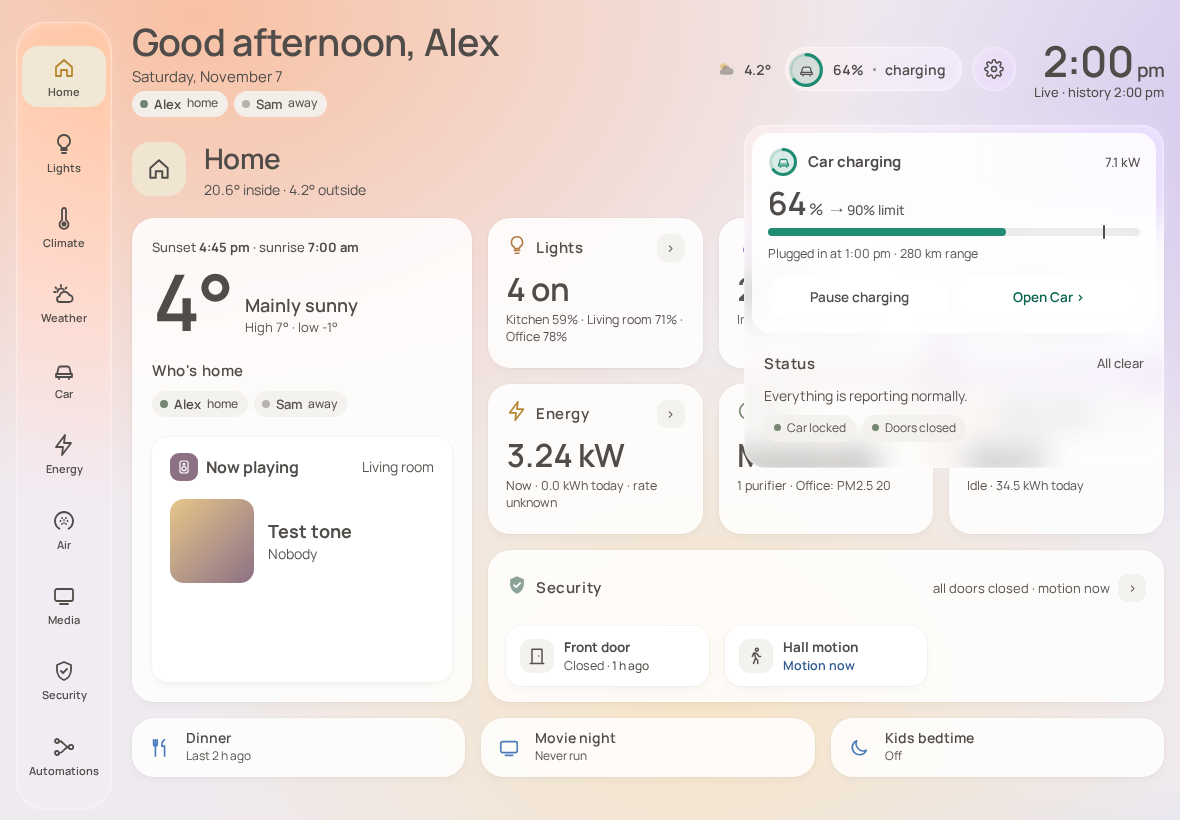 Good afternoon, Alex
Saturday, November 7
Alex home
Sam away
4.2°
64% · charging
2:00 pm
Live · history 2:00 pm
Home
Lights
Climate
Weather
Car
Energy
Air
Media
Security
Automations
Home
20.6° inside · 4.2° outside
Sunset 4:45 pm · sunrise 7:00 am
4°
Mainly sunny
High 7° · low -1°
Who's home
Alex home
Sam away
Now playing
Living room
Test tone
Nobody
Lights
4 on
Kitchen 59% · Living room 71% ·
Office 78%
Energy
3.24 kW
Now · 0.0 kWh today · rate
unknown
1 purifier · Office: PM2.5 20
Idle · 34.5 kWh today
Car charging
7.1 kW
64% → 90% limit
Plugged in at 1:00 pm · 280 km range
Pause charging
Open Car ›
Status
All clear
Everything is reporting normally.
Car locked
Doors closed
Security
all doors closed · motion now
Front door
Closed · 1 h ago
Hall motion
Motion now
Dinner
Last 2 h ago
Movie night
Never run
Kids bedtime
Off